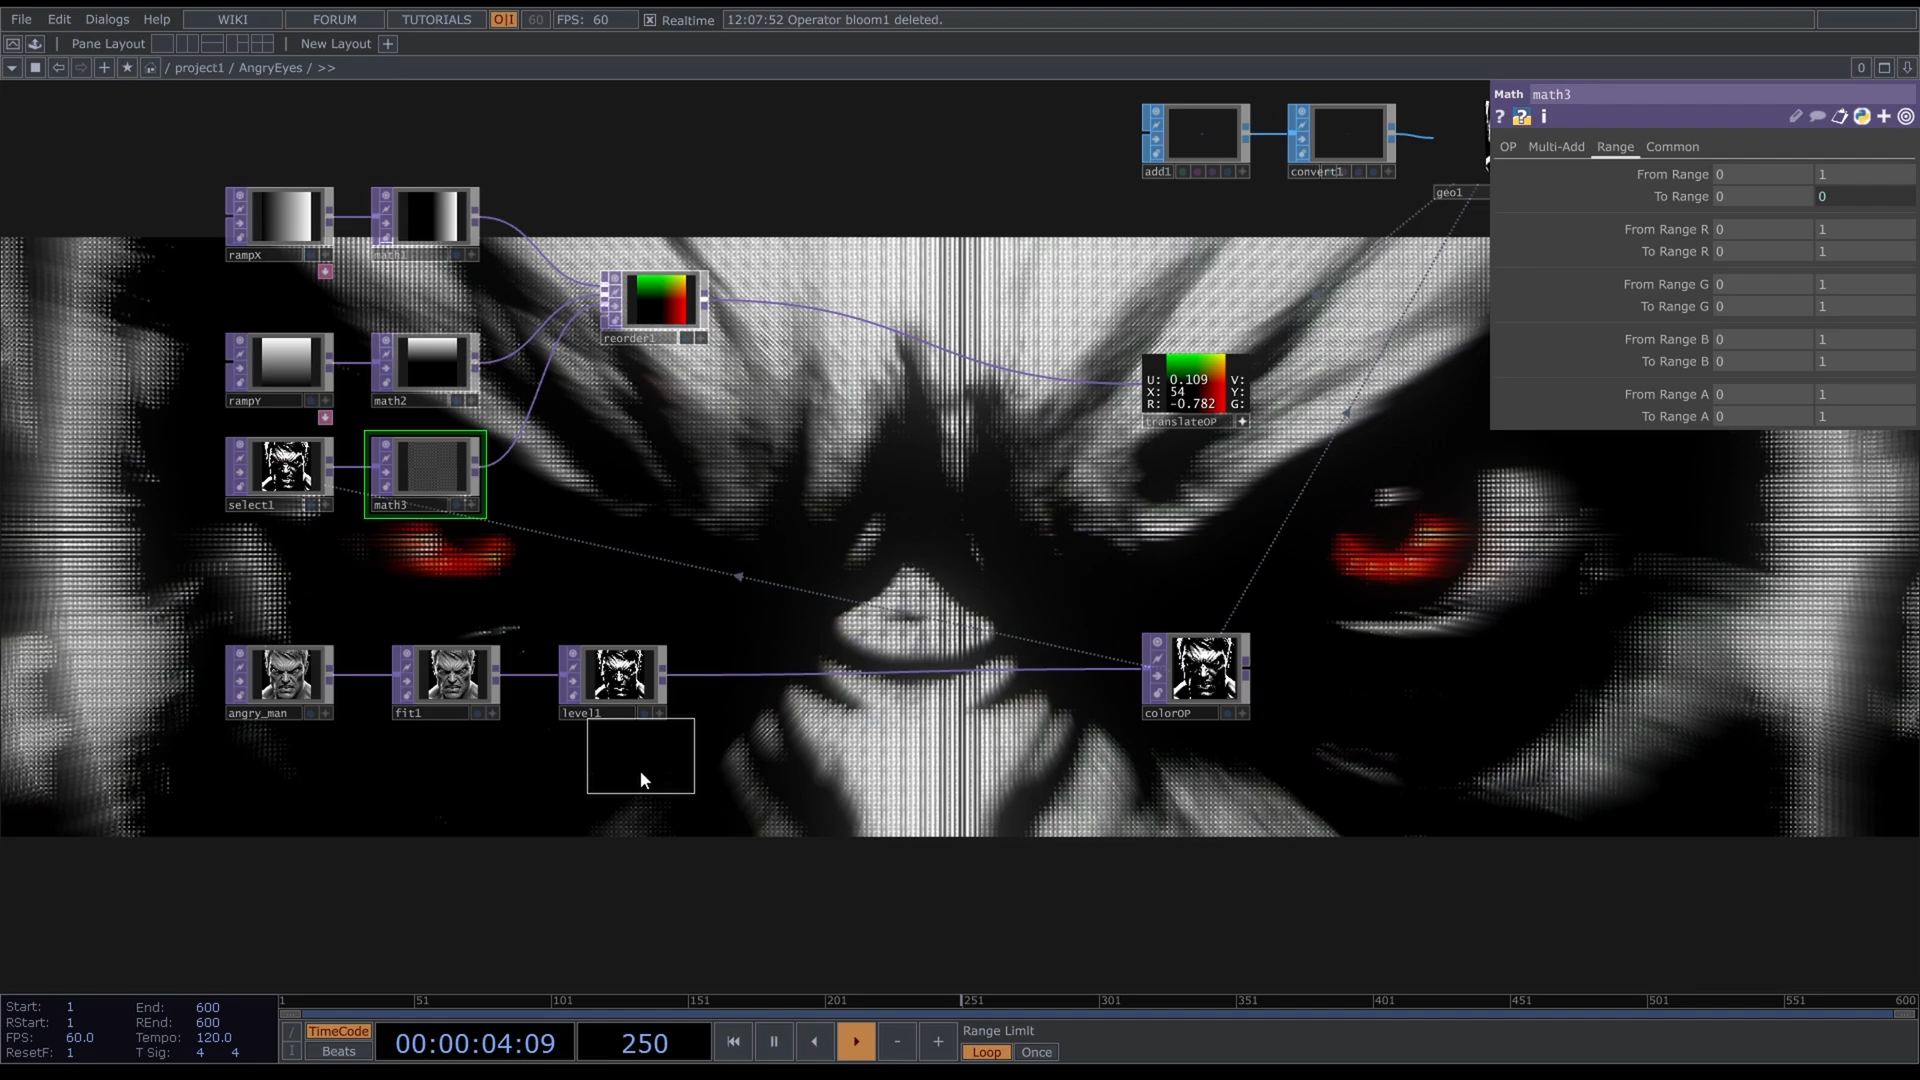 File Edit Dialogs Help WIKI FORUM TUTORIALS O|I 60 FPS: 60 Realtime 12:07:52 Operator bloom1 deleted.
Pane Layout New Layout
/ project1 / AngryEyes / >> 0
Math math3
? ? i
OP Multi-Add Range Common
From Range 0 1
To Range 0 0
From Range R 0 1
To Range R 0 1
From Range G 0 1
To Range G 0 1
From Range B 0 1
To Range B 0 1
From Range A 0 1
To Range A 0 1
add1 convert1
geo1
rampX math1
reorder1
rampY math2
U: 0.109 V:
X: 54 Y:
R: -0.782 G:
translateOP
select1 math3
angry_man fit1 level1 colorOP
1 51 101 151 201 251 301 351 401 451 501 551 600
Start: 1 End: 600
RStart: 1 REnd: 600
FPS: 60.0 Tempo: 120.0
ResetF: 1 T Sig: 4 4
TimeCode
Beats
00:00:04:09 250
Range Limit
Loop Once